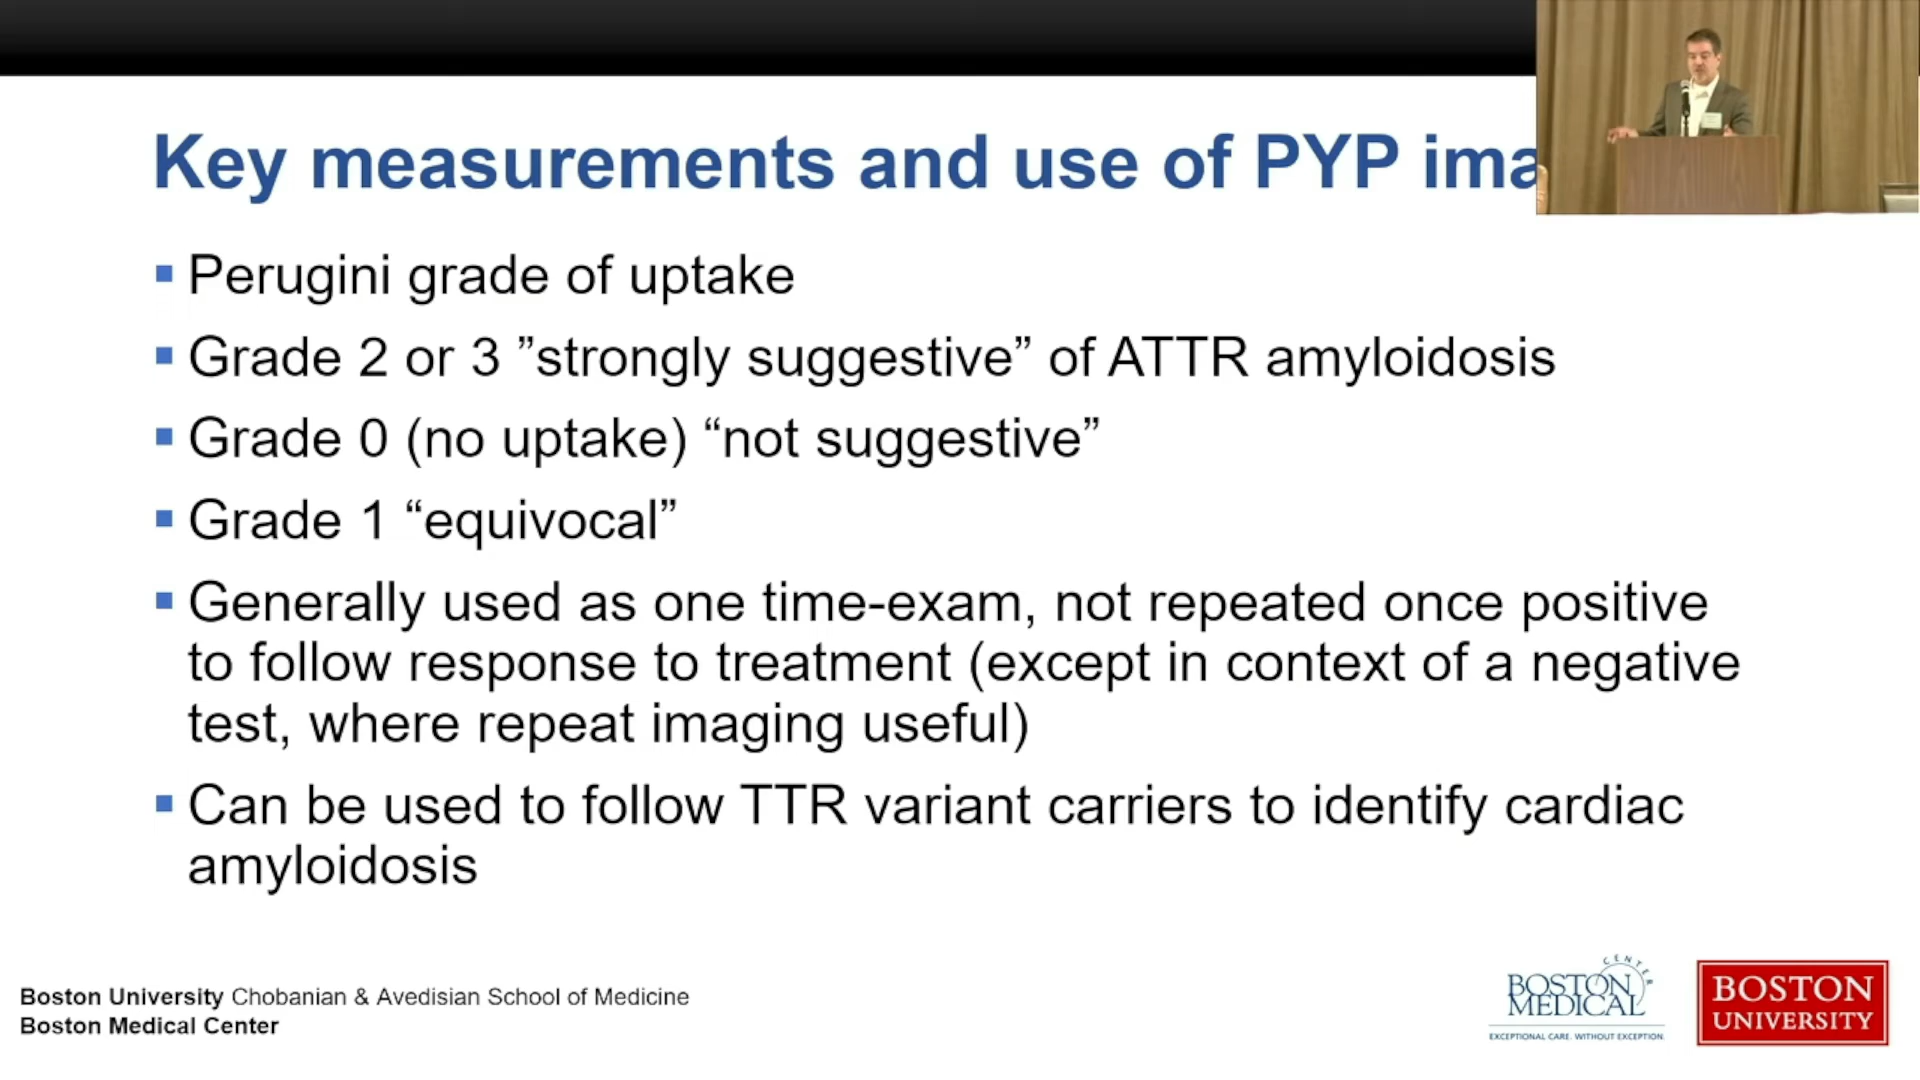 Key measurements and use of PYP ima
▪ Perugini grade of uptake
▪ Grade 2 or 3 ”strongly suggestive” of ATTR amyloidosis
▪ Grade 0 (no uptake) “not suggestive”
▪ Grade 1 “equivocal”
▪ Generally used as one time-exam, not repeated once positive
to follow response to treatment (except in context of a negative
test, where repeat imaging useful)
▪ Can be used to follow TTR variant carriers to identify cardiac
amyloidosis
Boston University Chobanian & Avedisian School of Medicine
Boston Medical Center
BOSTON
MEDICAL
CENTER
EXCEPTIONAL CARE. WITHOUT EXCEPTION.
BOSTON
UNIVERSITY